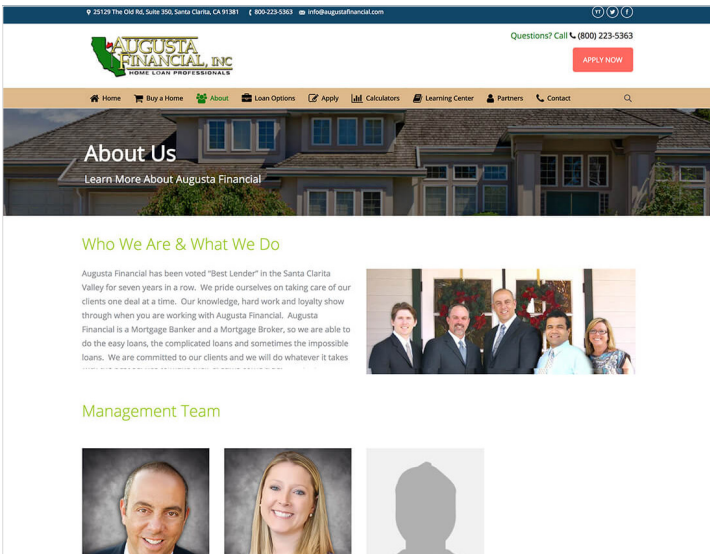 25129 The Old Rd, Suite 350, Santa Clarita, CA 91381 800-223-5363 info@augustafinancial.com
Questions? Call (800) 223-5363
AUGUSTA
FINANCIAL, INC
HOME LOAN PROFESSIONALS
APPLY NOW
Home Buy a Home About Loan Options Apply Calculators Learning Center Partners Contact
About Us
Learn More About Augusta Financial
Who We Are & What We Do
Augusta Financial has been voted "Best Lender" in the Santa Clarita
Valley for seven years in a row. We pride ourselves on taking care of our
clients one deal at a time. Our knowledge, hard work and loyalty show
through when you are working with Augusta Financial. Augusta
Financial is a Mortgage Banker and a Mortgage Broker, so we are able to
do the easy loans, the complicated loans and sometimes the impossible
loans. We are committed to our clients and we will do whatever it takes
Management Team